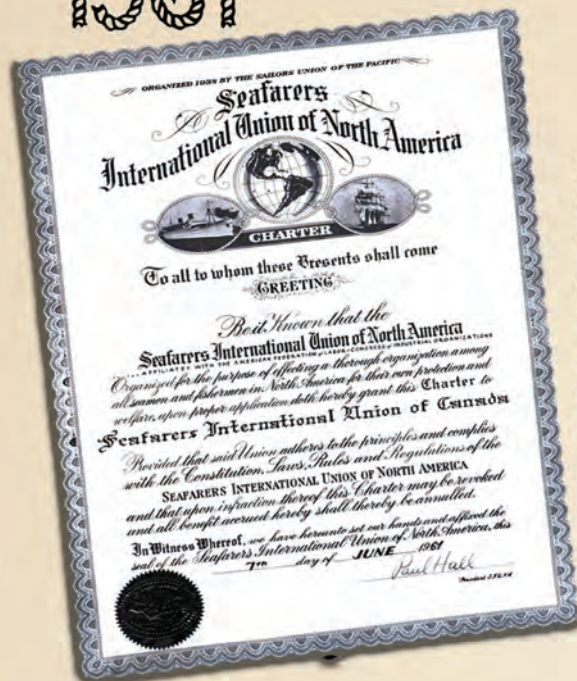 1961
ORGANIZED 1938 BY THE SAILORS UNION OF THE PACIFIC
Seafarers
International Union of North America
CHARTER
To all to whom these Presents shall come
GREETING
Be it Known that the
Seafarers International Union of North America
AFFILIATED WITH THE AMERICAN FEDERATION of LABOR-CONGRESS of INDUSTRIAL ORGANIZATIONS
Organized for the purpose of effecting a thorough organization among
all seamen and fishermen in North America for their own protection and
welfare, upon proper application doth hereby grant this Charter to
Seafarers International Union of Canada
Provided that said Union adheres to the principles and complies
with the Constitution, Laws, Rules and Regulations of the
SEAFARERS INTERNATIONAL UNION OF NORTH AMERICA
and that upon infraction thereof this Charter may be revoked
and all benefit accrued hereby shall thereby be annulled.
In Witness Whereof, we have hereunto set our hands and affixed the
seal of the Seafarers International Union of North America, this
7TH day of JUNE 1961
Paul Hall
President